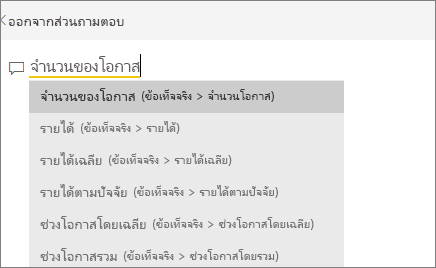 ออกจากส่วนถามตอบ
จำนวนของโอกาส
จำนวนของโอกาส (ข้อเท็จจริง > จำนวนโอกาส)
รายได้ (ข้อเท็จจริง > รายได้)
รายได้เฉลี่ย (ข้อเท็จจริง > รายได้เฉลี่ย)
รายได้ตามปัจจัย (ข้อเท็จจริง > รายได้ตามปัจจัย)
ช่วงโอกาสโดยเฉลี่ย (ข้อเท็จจริง > ช่วงโอกาสโดยเฉลี่ย)
ช่วงโอกาสรวม (ข้อเท็จจริง > ช่วงโอกาสโดยรวม)